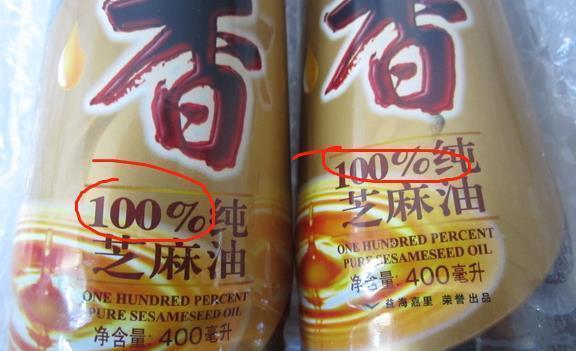 香
100%纯
芝麻油
ONE HUNDRED PERCENT
PURE SESAMESEED OIL
净含量: 400毫升
香
100%纯
芝麻油
ONE HUNDRED PERCENT
PURE SESAMESEED OIL
净含量: 400毫升
益海嘉里 荣誉出品